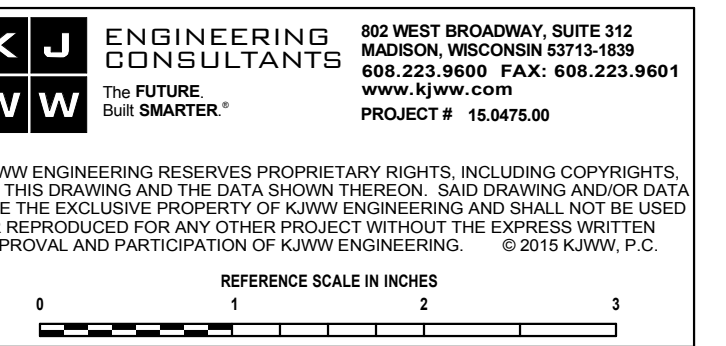 K J
W W
ENGINEERING
CONSULTANTS
The FUTURE.
Built SMARTER.®
802 WEST BROADWAY, SUITE 312
MADISON, WISCONSIN 53713-1839
608.223.9600 FAX: 608.223.9601
www.kjww.com
PROJECT # 15.0475.00
WW ENGINEERING RESERVES PROPRIETARY RIGHTS, INCLUDING COPYRIGHTS,
THIS DRAWING AND THE DATA SHOWN THEREON. SAID DRAWING AND/OR DATA
E THE EXCLUSIVE PROPERTY OF KJWW ENGINEERING AND SHALL NOT BE USED
REPRODUCED FOR ANY OTHER PROJECT WITHOUT THE EXPRESS WRITTEN
PROVAL AND PARTICIPATION OF KJWW ENGINEERING. © 2015 KJWW, P.C.
REFERENCE SCALE IN INCHES
0 1 2 3